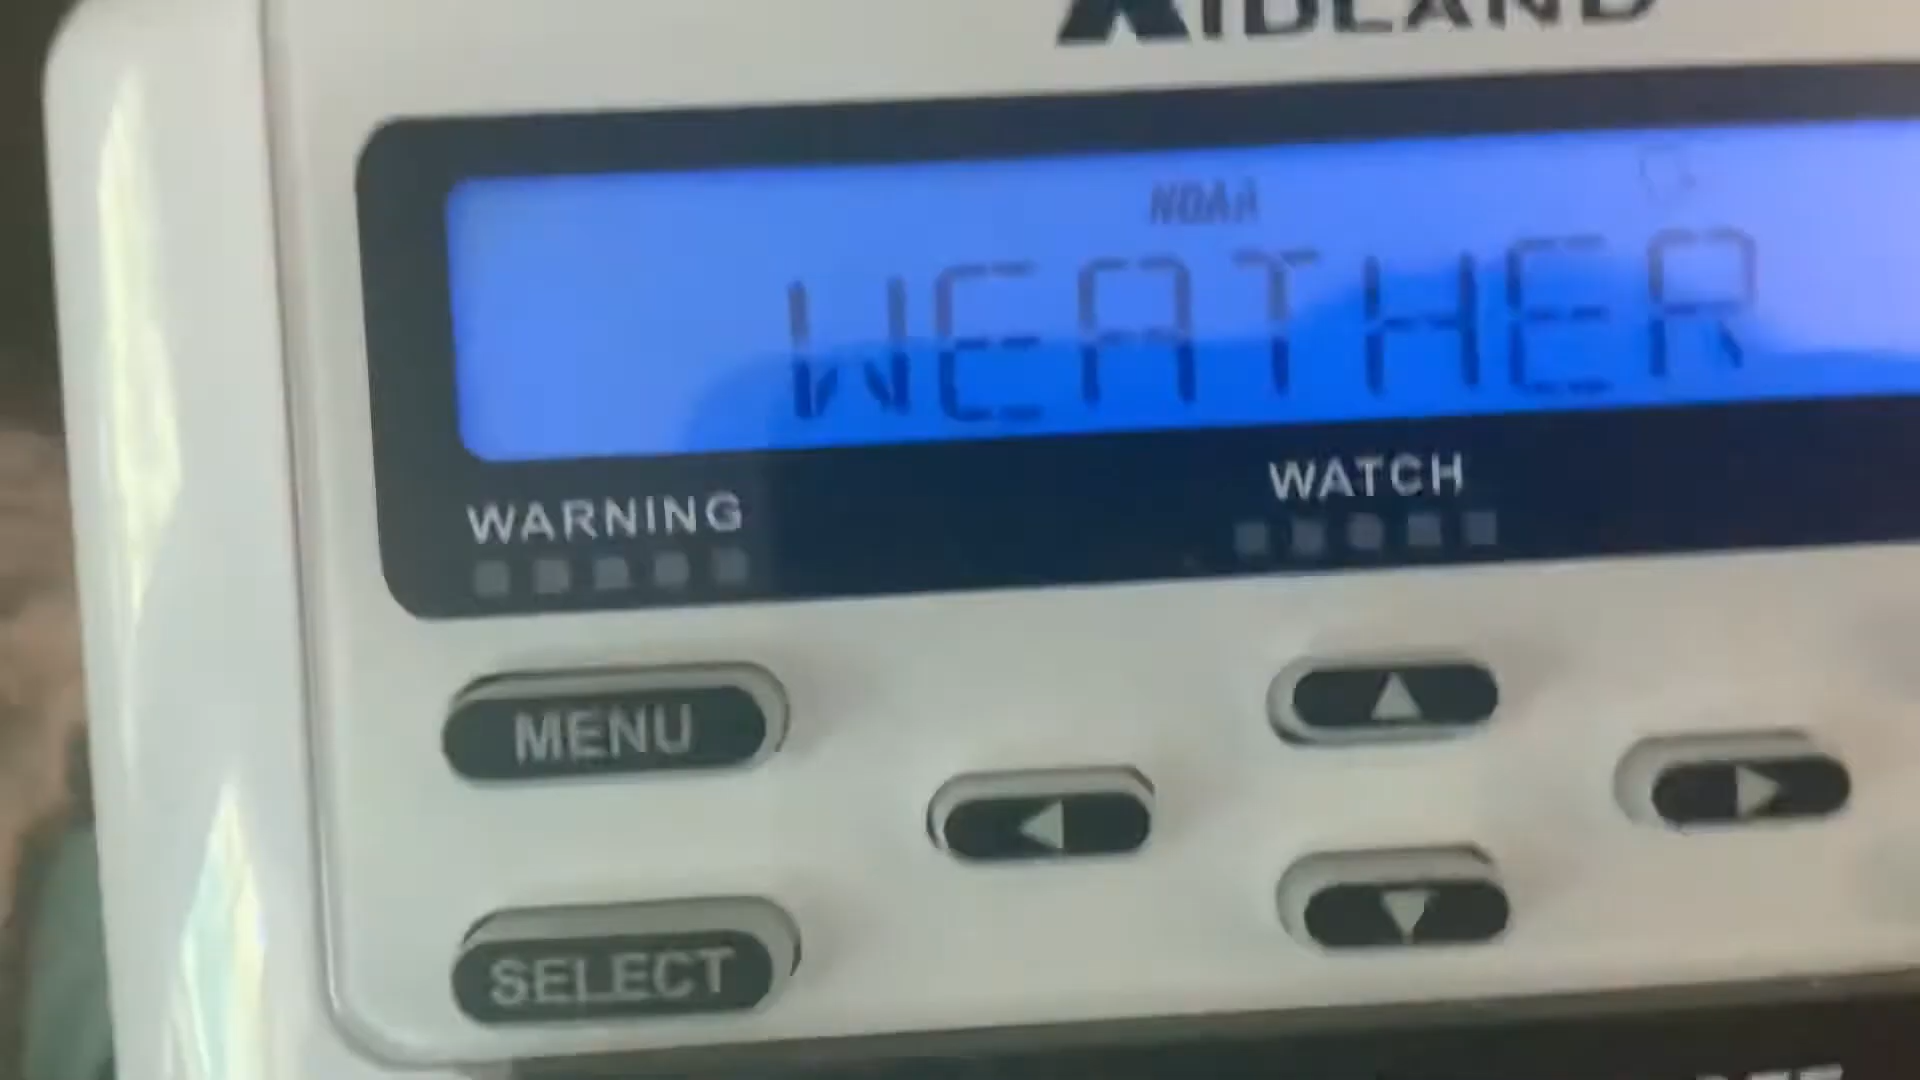 MIDLAND
NOAA
WEATHER
WARNING
WATCH
MENU
SELECT